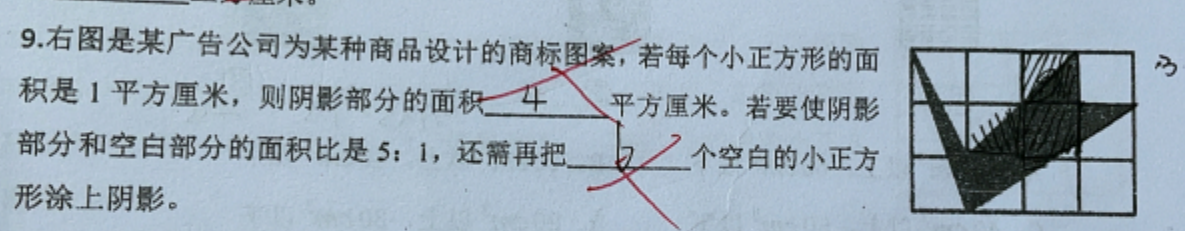 9.右图是某广告公司为某种商品设计的商标图案，若每个小正方形的面
积是 1 平方厘米，则阴影部分的面积 4 平方厘米。若要使阴影
部分和空白部分的面积比是 5：1，还需再把 7 个空白的小正方
形涂上阴影。